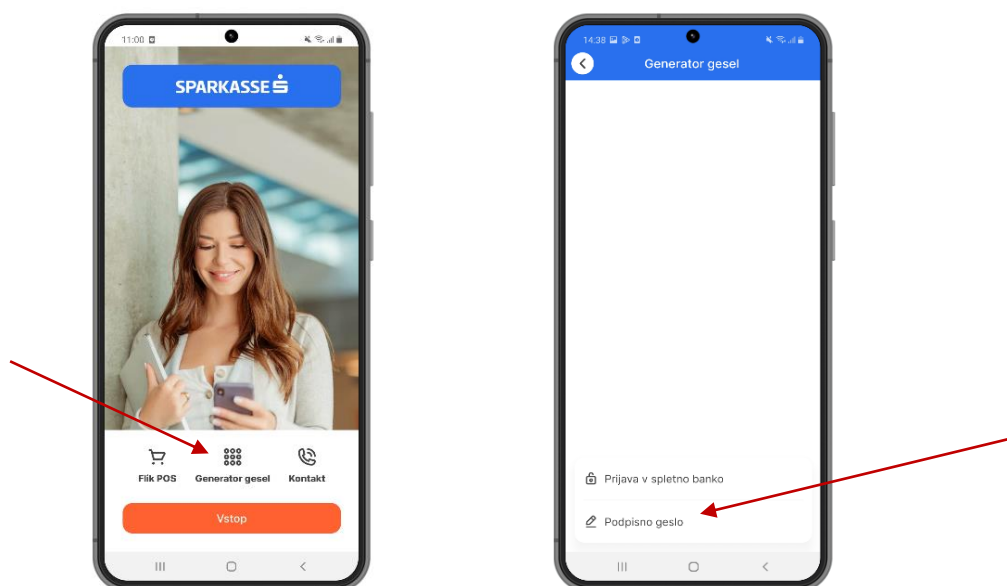 11:00
SPARKASSE
Flik POS
Generator gesel
Kontakt
Vstop
14:38
Generator gesel
Prijava v spletno banko
Podpisno geslo